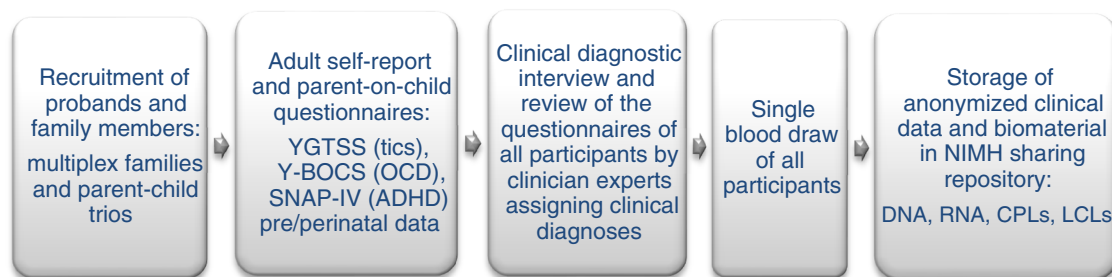 Recruitment of
probands and
family members:
multiplex families
and parent-child
trios
Adult self-report
and parent-on-child
questionnaires:
YGTSS (tics),
Y-BOCS (OCD),
SNAP-IV (ADHD)
pre/perinatal data
Clinical diagnostic
interview and
review of the
questionnaires of
all participants by
clinician experts
assigning clinical
diagnoses
Single
blood draw
of all
participants
Storage of
anonymized clinical
data and biomaterial
in NIMH sharing
repository:
DNA, RNA, CPLs, LCLs